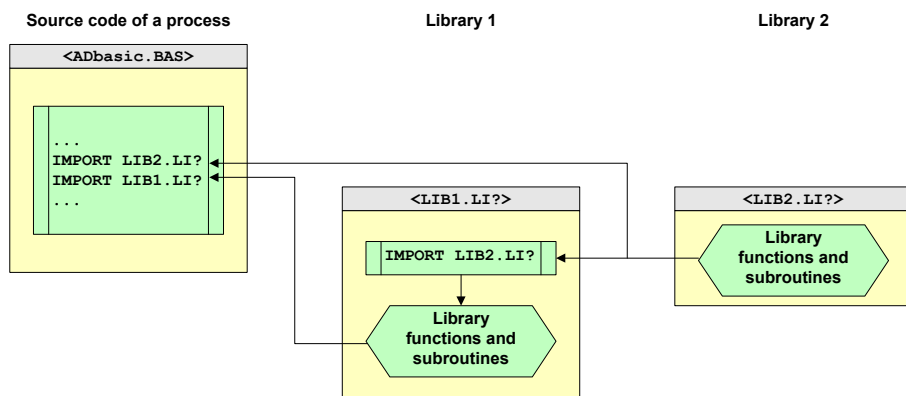 Source code of a process
Library 1
Library 2
<ADbasic.BAS>
...
IMPORT LIB2.LI?
IMPORT LIB1.LI?
...
<LIB1.LI?>
IMPORT LIB2.LI?
Library
functions and
subroutines
<LIB2.LI?>
Library
functions and
subroutines